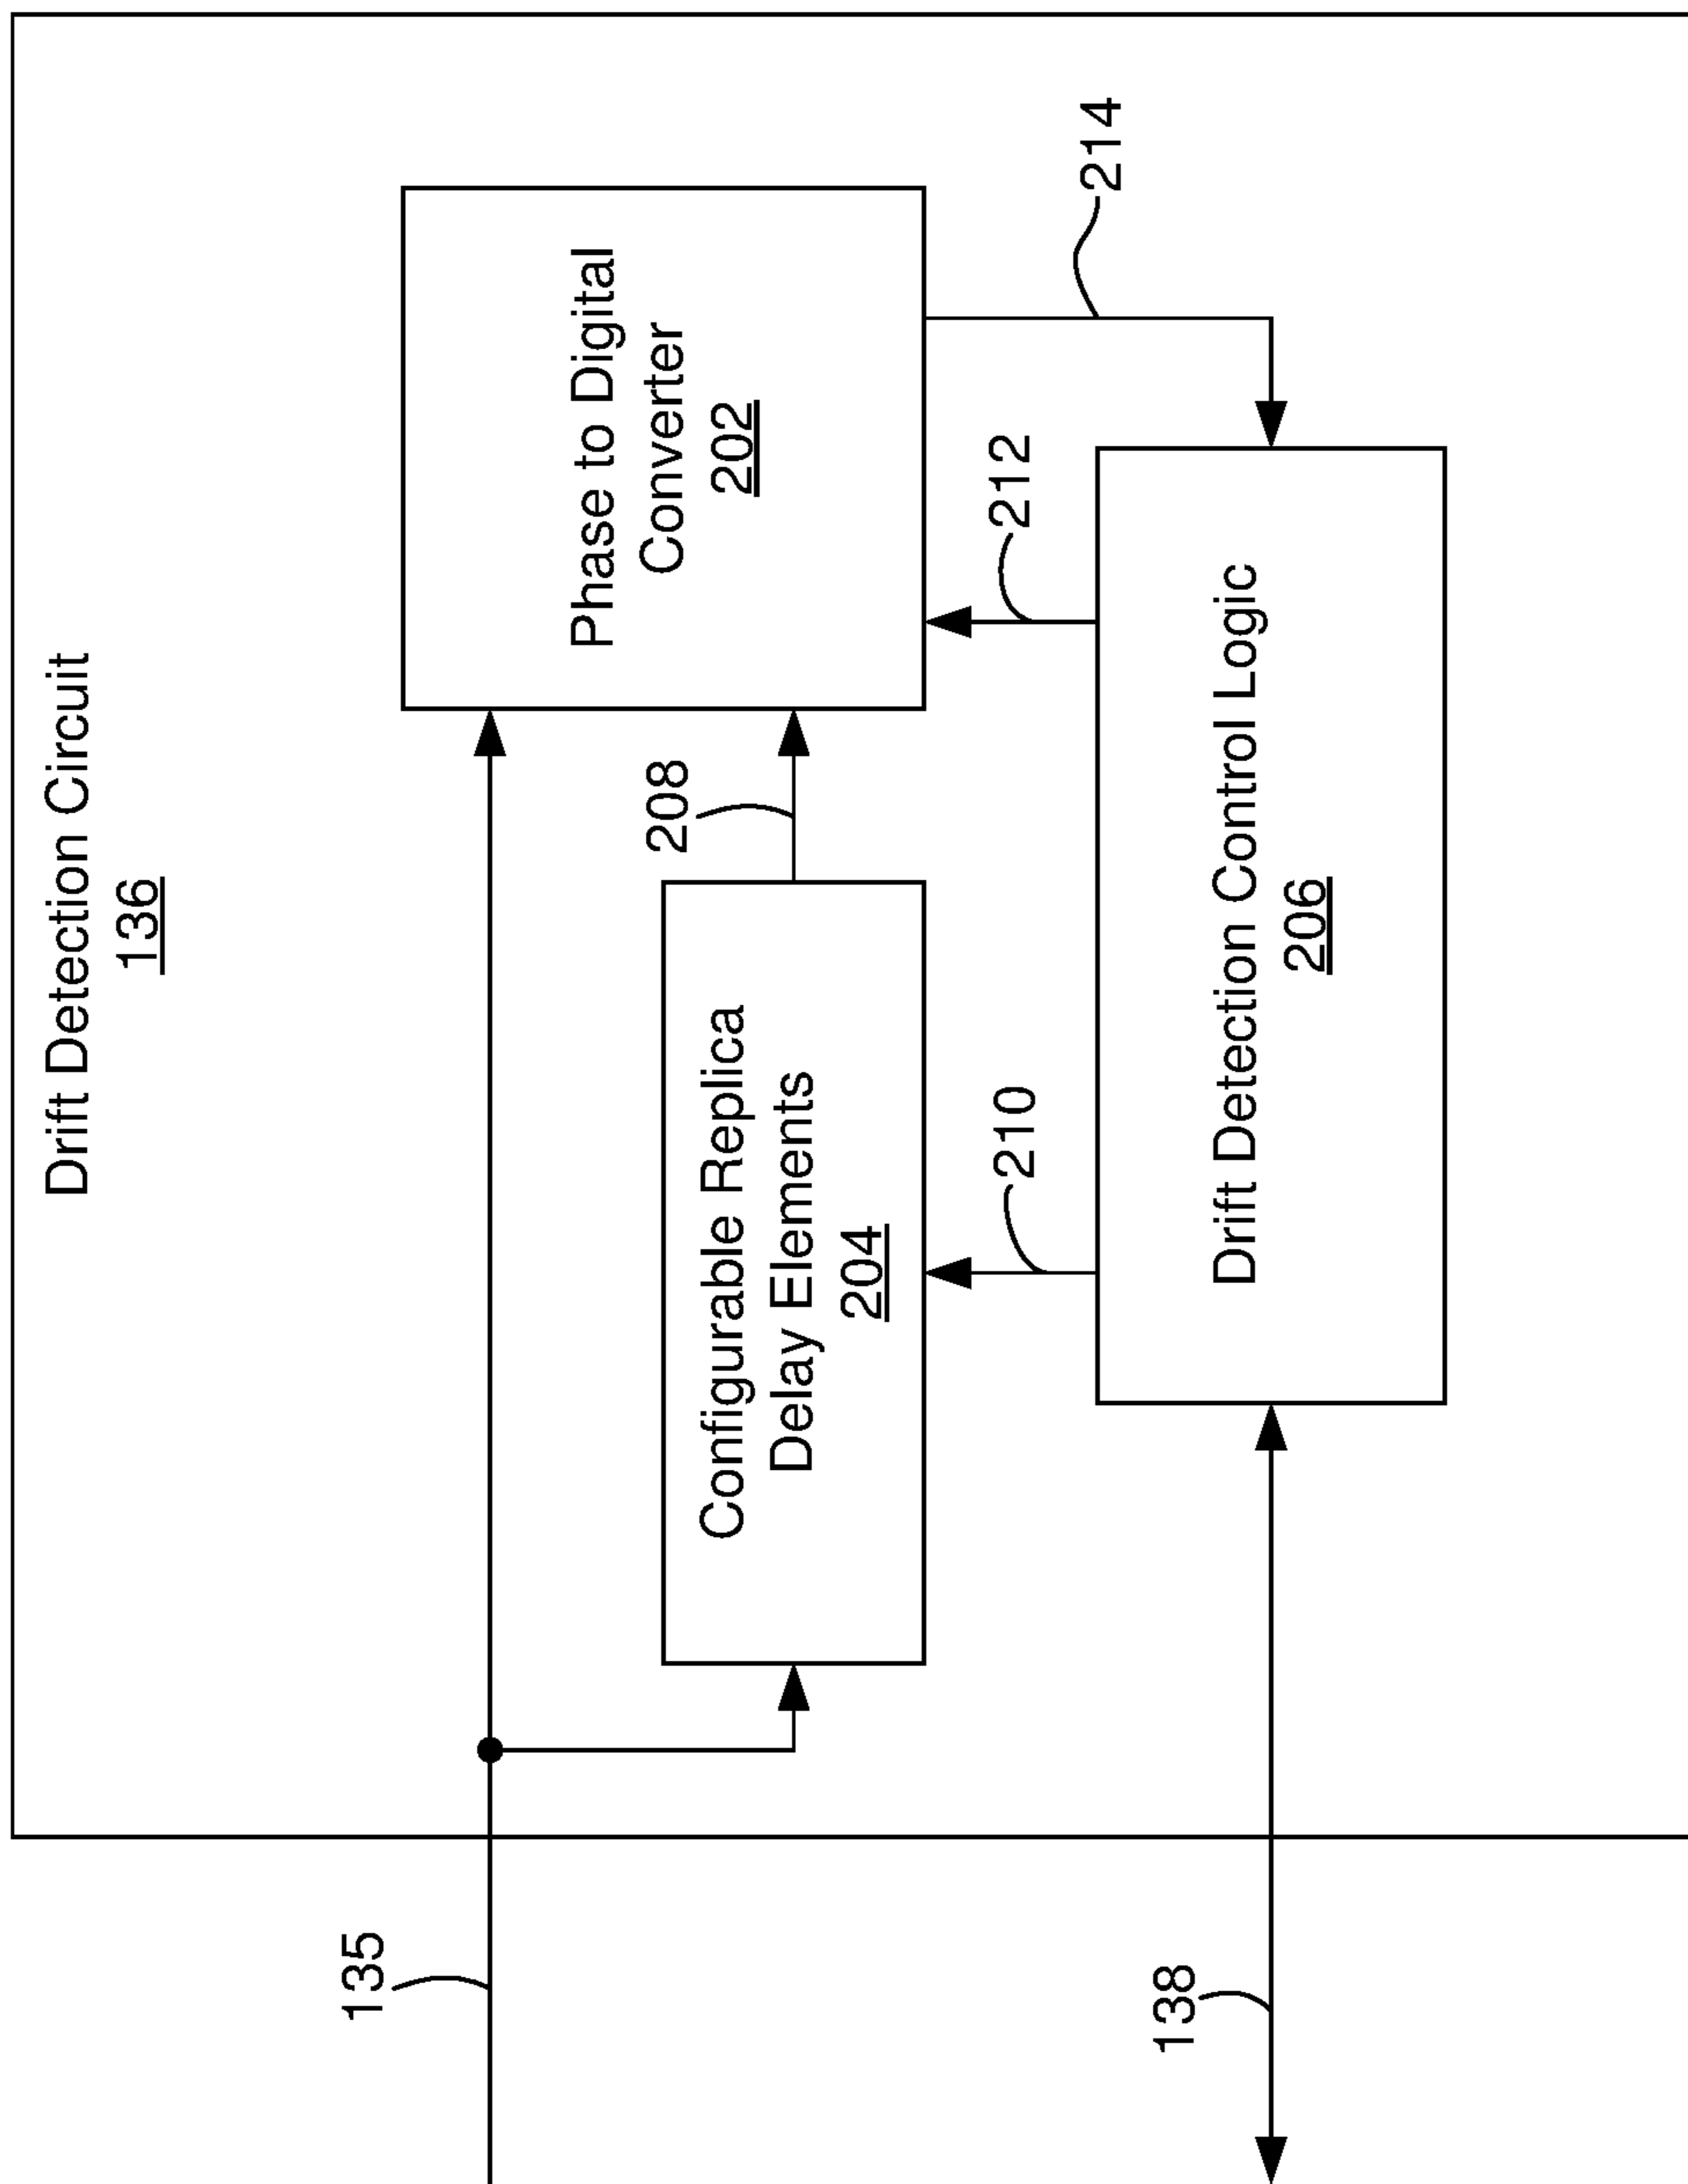 Drift Detection Circuit
136
135
Phase to Digital
Converter
202
208
Configurable Replica
Delay Elements
204
210
212
214
138
Drift Detection Control Logic
206